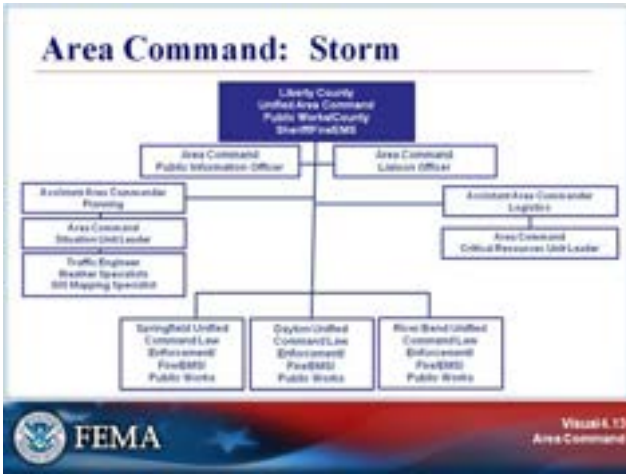 Area Command: Storm
Liberty County
Unified Area Command
Public Works/County
Sheriff/Fire/EMS
Area Command
Public Information Officer
Area Command
Liaison Officer
Assistant Area Commander
Planning
Assistant Area Commander
Logistics
Area Command
Situation Unit Leader
Area Command
Critical Resources Unit Leader
Traffic Engineer
Weather Specialists
GIS Mapping Specialist
Springfield Unified
Command Law
Enforcement/
Fire/EMS/
Public Works
Dayton Unified
Command Law
Enforcement/
Fire/EMS/
Public Works
River Bend Unified
Command Law
Enforcement/
Fire/EMS/
Public Works
FEMA
Visual 4.13
Area Command